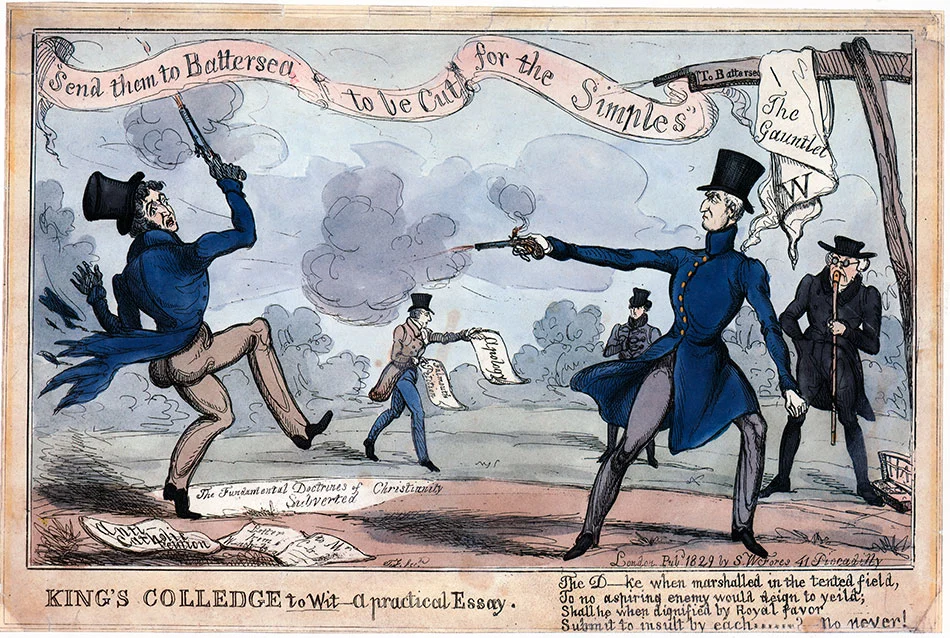 "Send them to Battersea
to be Cut
for the Simples"
To Battersea
The
Gauntlet
W
Apology
The Fundamental Doctrines of Christianity
Subverted
London Pubd 1829 by S.W Fores 41 Piccadilly
KING'S COLLEDGE to Wit—a practical Essay.
The D—ke when marshalled in the tented field,
To no aspiring enemy would deign to yeild;
Shall he when dignified by Royal favor
Submit to insult by each........? No never!